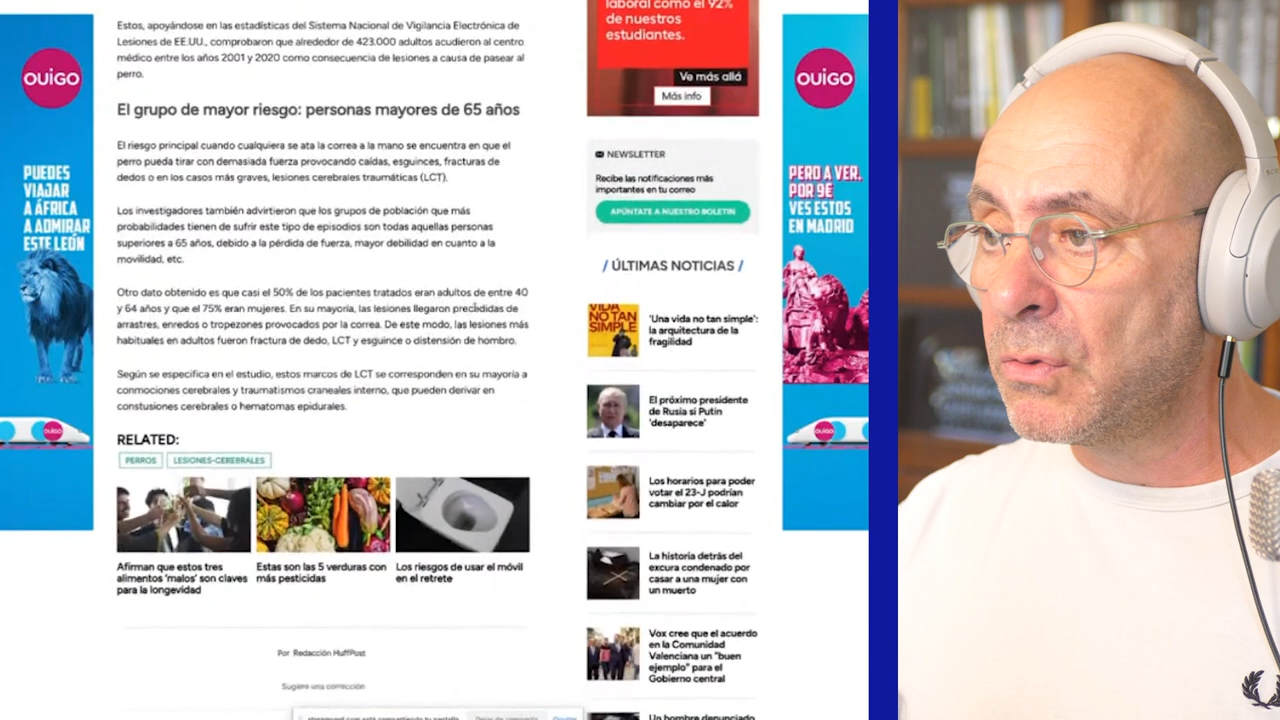 Estos, apoyándose en las estadísticas del Sistema Nacional de Vigilancia Electrónica de
Lesiones de EE.UU., comprobaron que alrededor de 423.000 adultos acudieron al centro
médico entre los años 2001 y 2020 como consecuencia de lesiones a causa de pasear al
perro.
El grupo de mayor riesgo: personas mayores de 65 años
El riesgo principal cuando cualquiera se ata la correa a la mano se encuentra en que el
perro pueda tirar con demasiada fuerza provocando caídas, esguinces, fracturas de
dedos o en los casos más graves, lesiones cerebrales traumáticas (LCT).
Los investigadores también advirtieron que los grupos de población que más
probabilidades tienen de sufrir este tipo de episodios son todas aquellas personas
superiores a 65 años, debido a la pérdida de fuerza, mayor debilidad en cuanto a la
movilidad, etc.
Otro dato obtenido es que casi el 50% de los pacientes tratados eran adultos de entre 40
y 64 años y que el 75% eran mujeres. En su mayoría, las lesiones llegaron precedidas de
arrastres, enredos o tropezones provocados por la correa. De este modo, las lesiones más
habituales en adultos fueron fractura de dedo, LCT y esguince o distensión de hombro.
Según se especifica en el estudio, estos marcos de LCT se corresponden en su mayoría a
conmociones cerebrales y traumatismos craneales interno, que pueden derivar en
constusiones cerebrales o hematomas epidurales.
RELATED:
PERROS
LESIONES-CEREBRALES
Afirman que estos tres
alimentos 'malos' son claves
para la longevidad
Estas son las 5 verduras con
más pesticidas
Los riesgos de usar el móvil
en el retrete
Por Redacción HuffPost
Sugiere una corrección
streamyard.com está compartiendo tu pantalla.
Dejar de compartir
Ocultar
laboral como el 92%
de nuestros
estudiantes.
Ve más allá
Más info
NEWSLETTER
Recibe las notificaciones más
importantes en tu correo
APÚNTATE A NUESTRO BOLETIN
/ ÚLTIMAS NOTICIAS /
VIDA
NO TAN
SIMPLE
'Una vida no tan simple':
la arquitectura de la
fragilidad
El próximo presidente
de Rusia si Putin
'desaparece'
Los horarios para poder
votar el 23-J podrían
cambiar por el calor
La historia detrás del
excura condenado por
casar a una mujer con
un muerto
Vox cree que el acuerdo
en la Comunidad
Valenciana un "buen
ejemplo" para el
Gobierno central
Un hombre denunciado
OUIGO
PUEDES
VIAJAR
A ÁFRICA
A ADMIRAR
ESTE LEÓN
OUIGO
OUIGO
PERO A VER,
POR 9€
VES ESTOS
EN MADRID
OUIGO